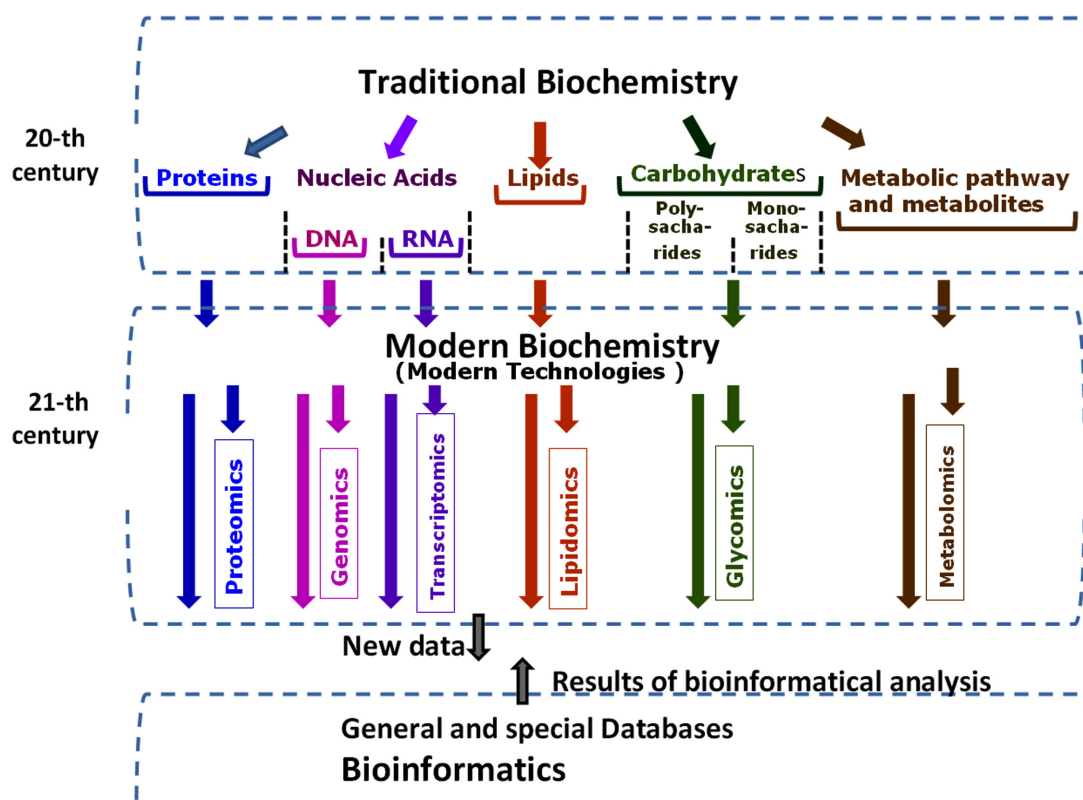 Traditional Biochemistry
20-th
century
Proteins
Nucleic Acids
Lipids
Carbohydrates
Metabolic pathway
and metabolites
DNA
RNA
Poly-
sacha-
rides
Mono-
sacha-
rides
Modern Biochemistry
(Modern Technologies )
21-th
century
Proteomics
Genomics
Transcriptomics
Lipidomics
Glycomics
Metabolomics
New data
Results of bioinformatical analysis
General and special Databases
Bioinformatics